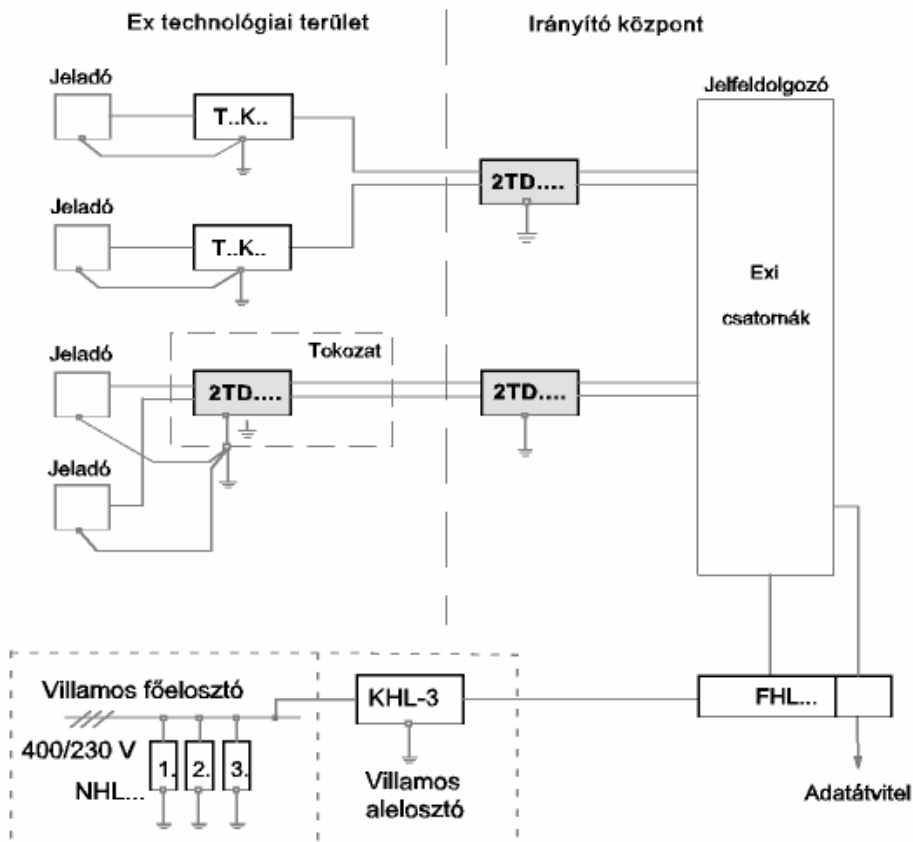 Ex technológiai terület
Irányító központ
Jeladó
T..K..
Jelfeldolgozó
2TD....
Jeladó
T..K..
Exi
csatornák
Jeladó
Tokozat
2TD....
2TD....
Jeladó
Villamos főelosztó
KHL-3
FHL...
400/230 V
1.
2.
3.
NHL...
Villamos
alelosztó
Adatátvitel